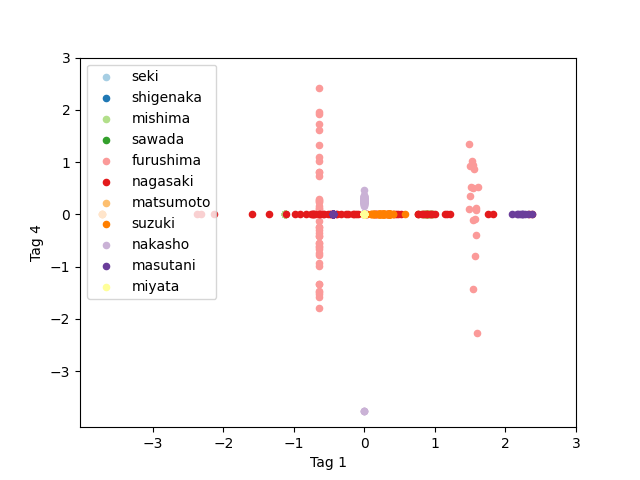 3
2
1
0
−1
−2
−3
Tag 4
seki
shigenaka
mishima
sawada
furushima
nagasaki
matsumoto
suzuki
nakasho
masutani
miyata
−3 −2 −1 0 1 2 3
Tag 1